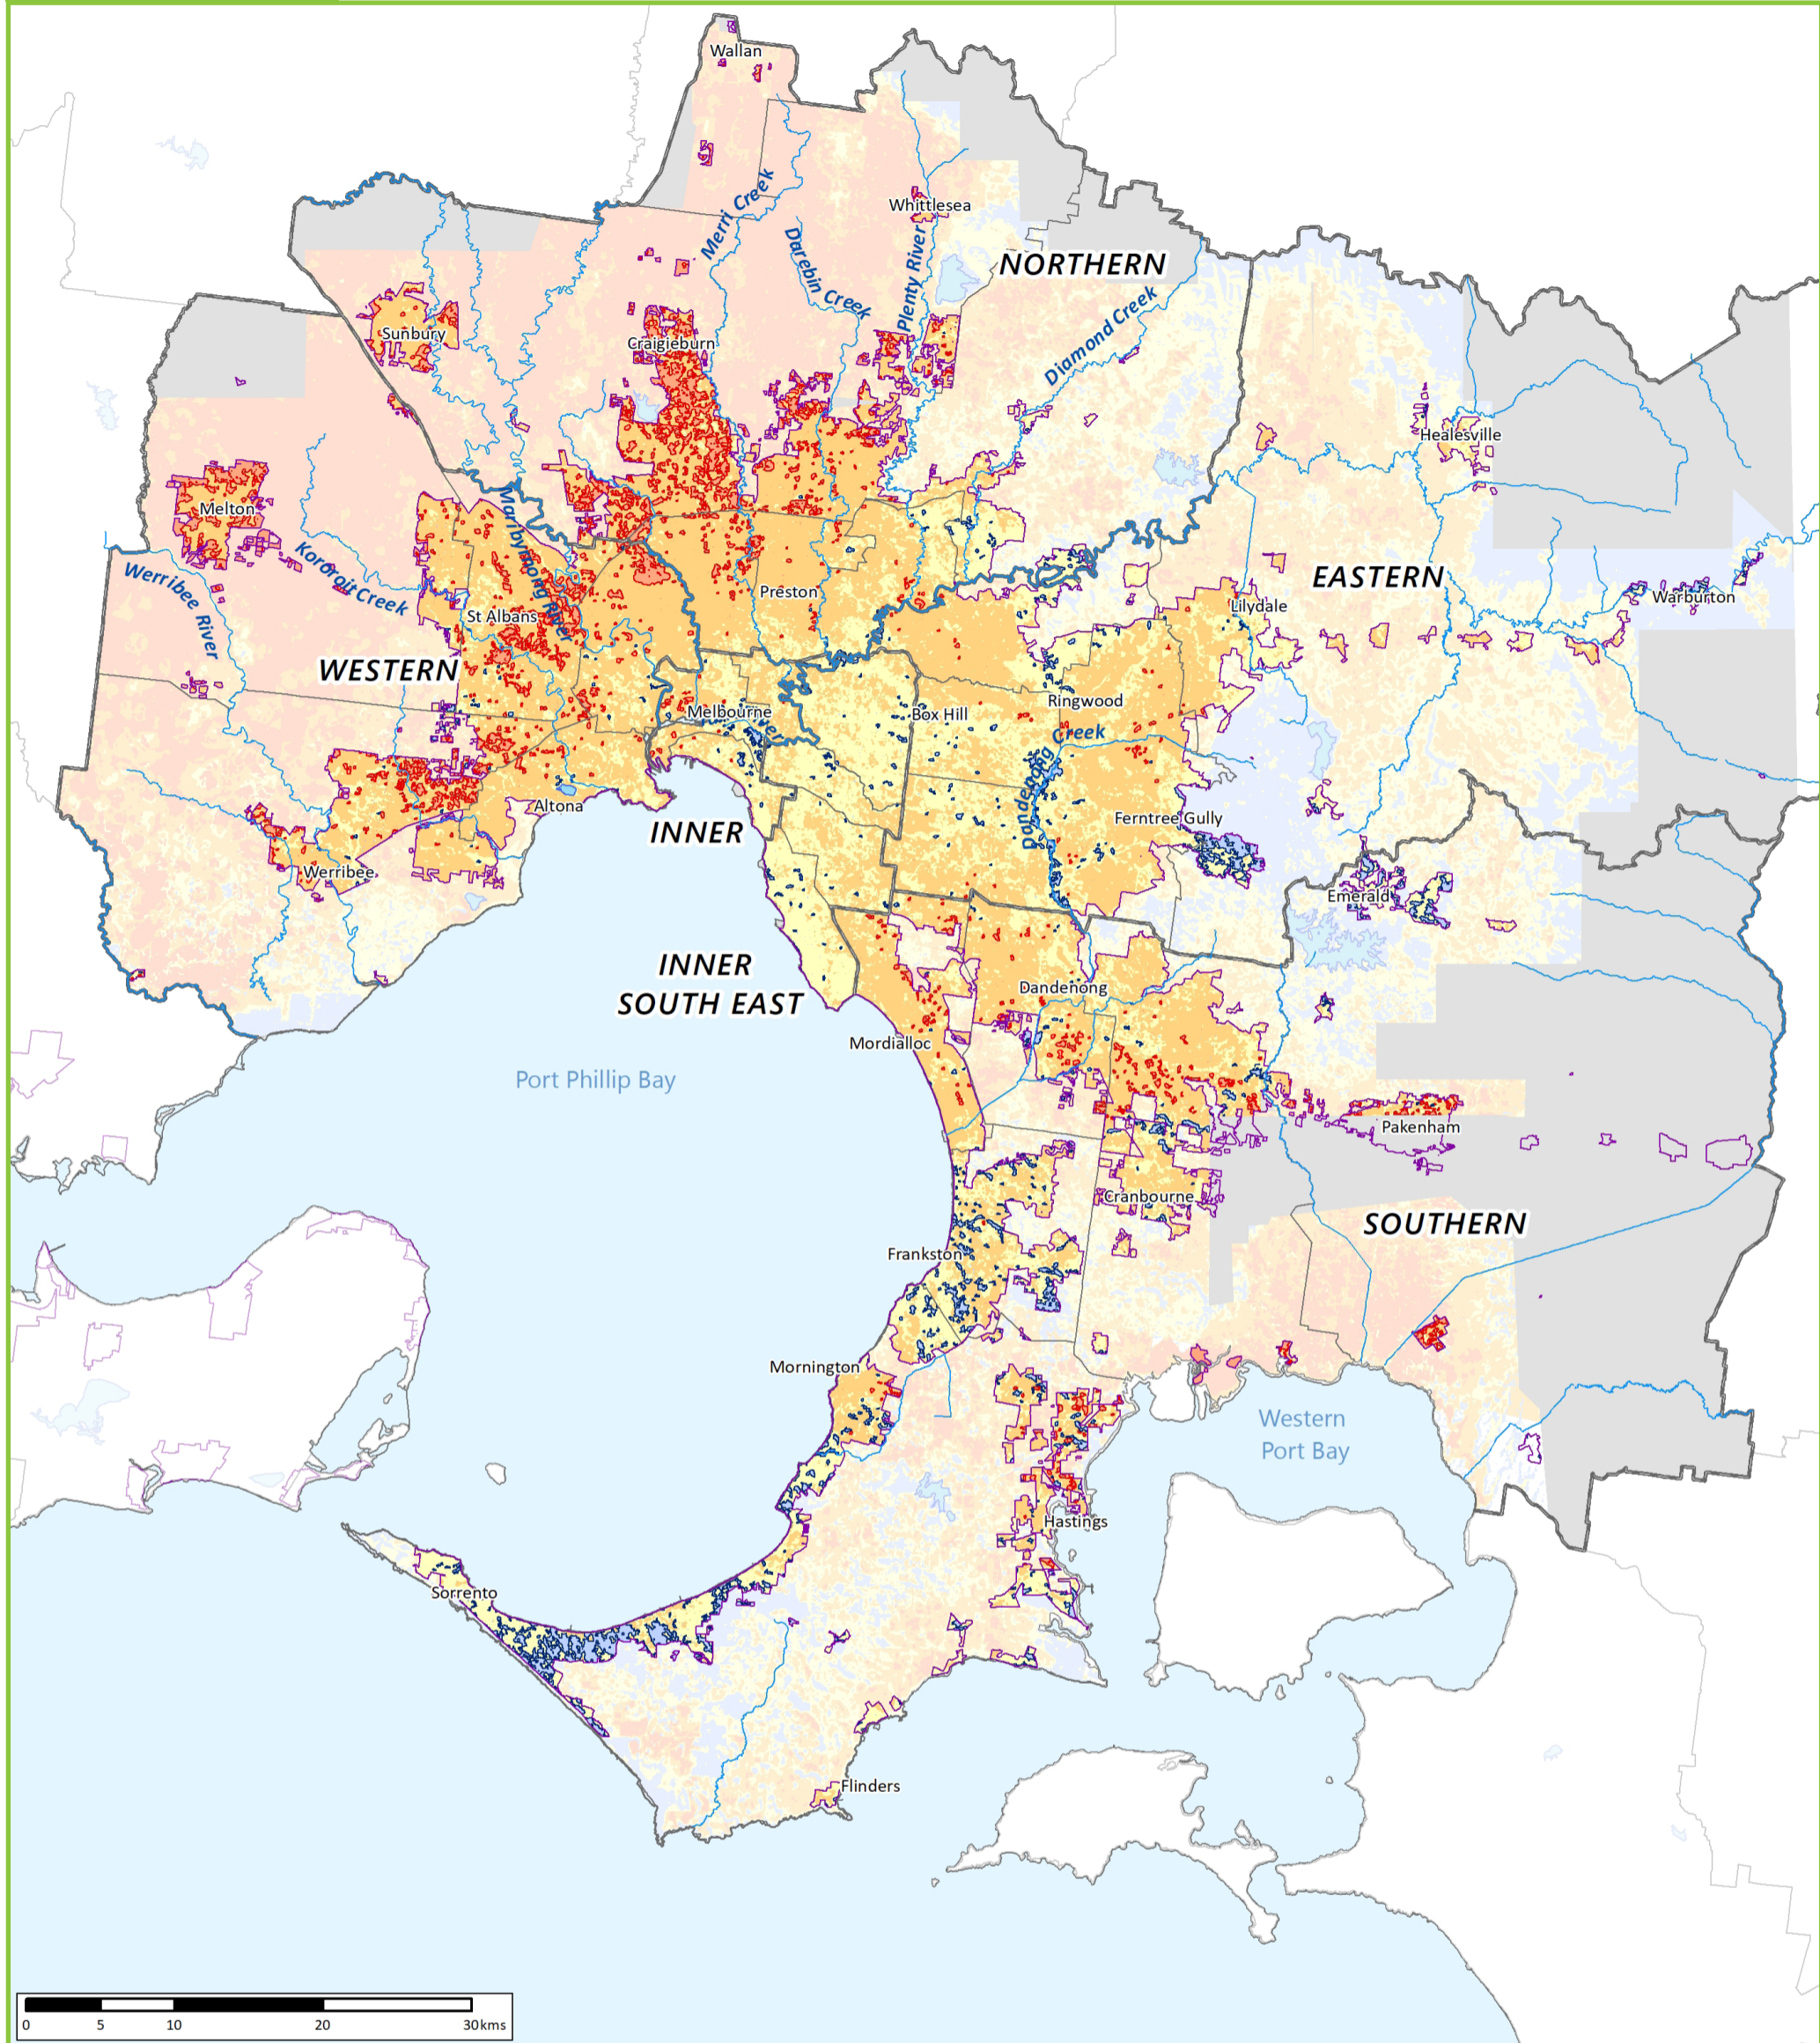 Wallan
Whittlesea
Merri Creek
Darebin Creek
Plenty River
NORTHERN
Diamond Creek
Sunbury
Craigieburn
Healesville
Melton
Maribyrnong River
Kororoit Creek
Werribee River
EASTERN
Preston
Lilydale
Warburton
St Albans
WESTERN
Melbourne
Box Hill
Ringwood
Dandenong Creek
Altona
INNER
Ferntree Gully
Werribee
Emerald
INNER
SOUTH EAST
Dandenong
Mordialloc
Port Phillip Bay
Pakenham
Cranbourne
SOUTHERN
Frankston
Mornington
Western
Port Bay
Hastings
Sorrento
Flinders
0 5 10 20 30kms